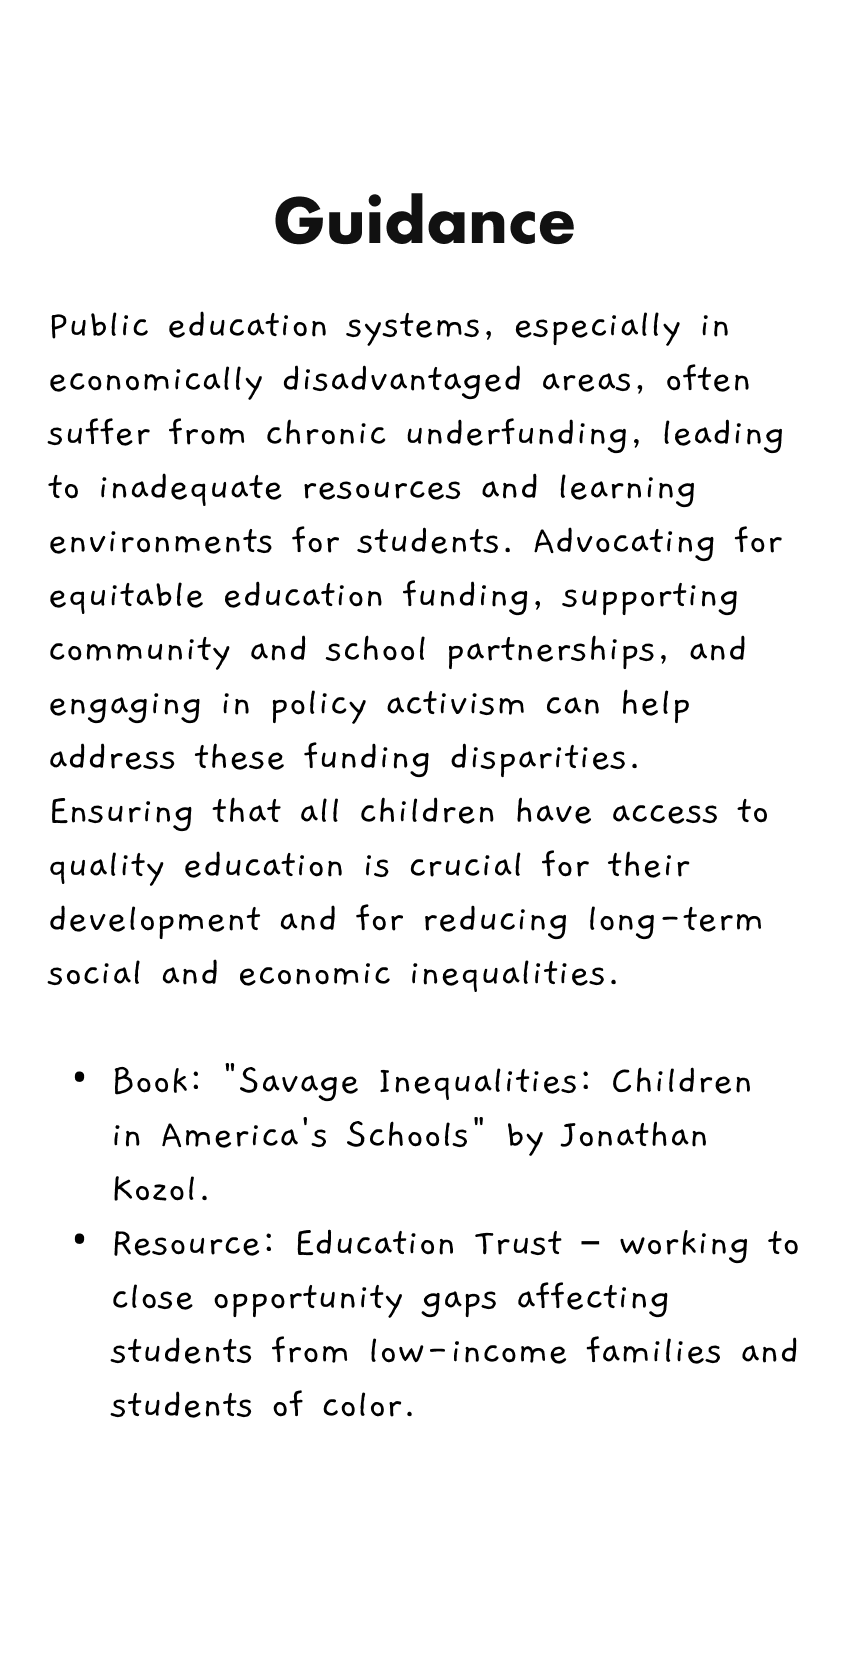 Guidance
Public education systems, especially in
economically disadvantaged areas, often
suffer from chronic underfunding, leading
to inadequate resources and learning
environments for students. Advocating for
equitable education funding, supporting
community and school partnerships, and
engaging in policy activism can help
address these funding disparities.
Ensuring that all children have access to
quality education is crucial for their
development and for reducing long-term
social and economic inequalities.
• Book: "Savage Inequalities: Children
in America's Schools" by Jonathan
Kozol.
• Resource: Education Trust – working to
close opportunity gaps affecting
students from low-income families and
students of color.